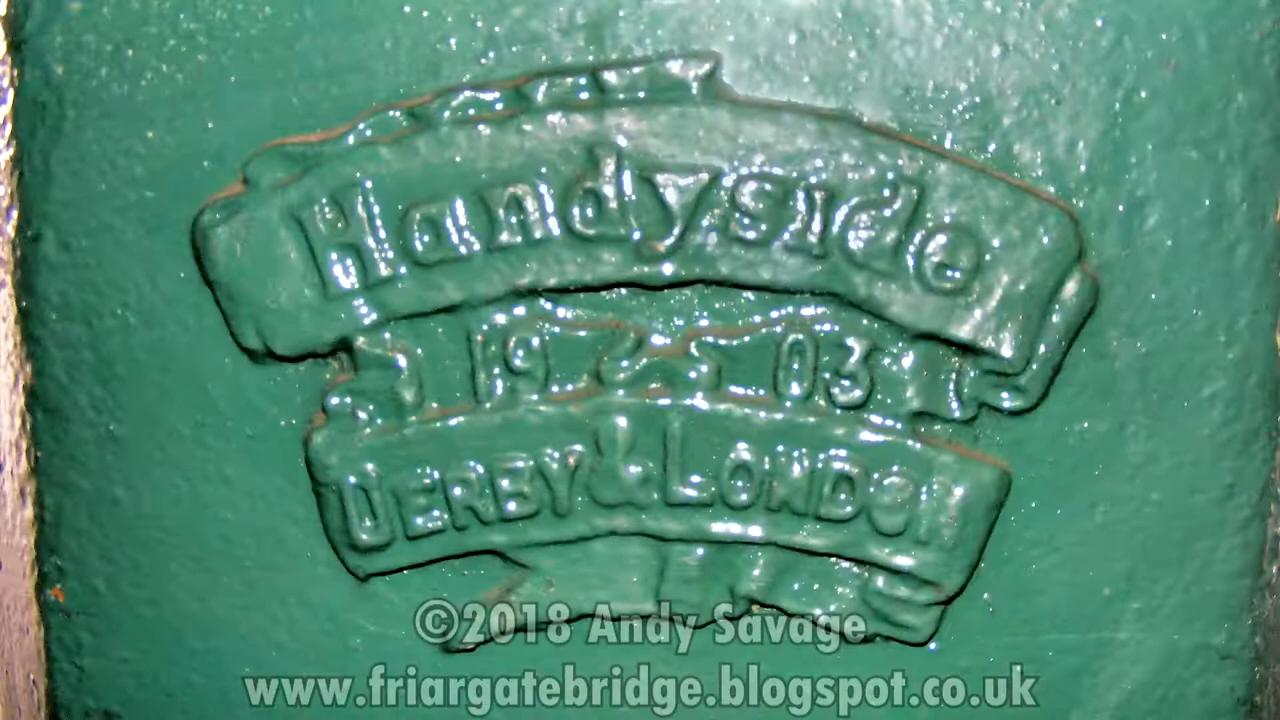 Handyside
19 03
DERBY & LONDON
©2018 Andy Savage
www.friargatebridge.blogspot.co.uk